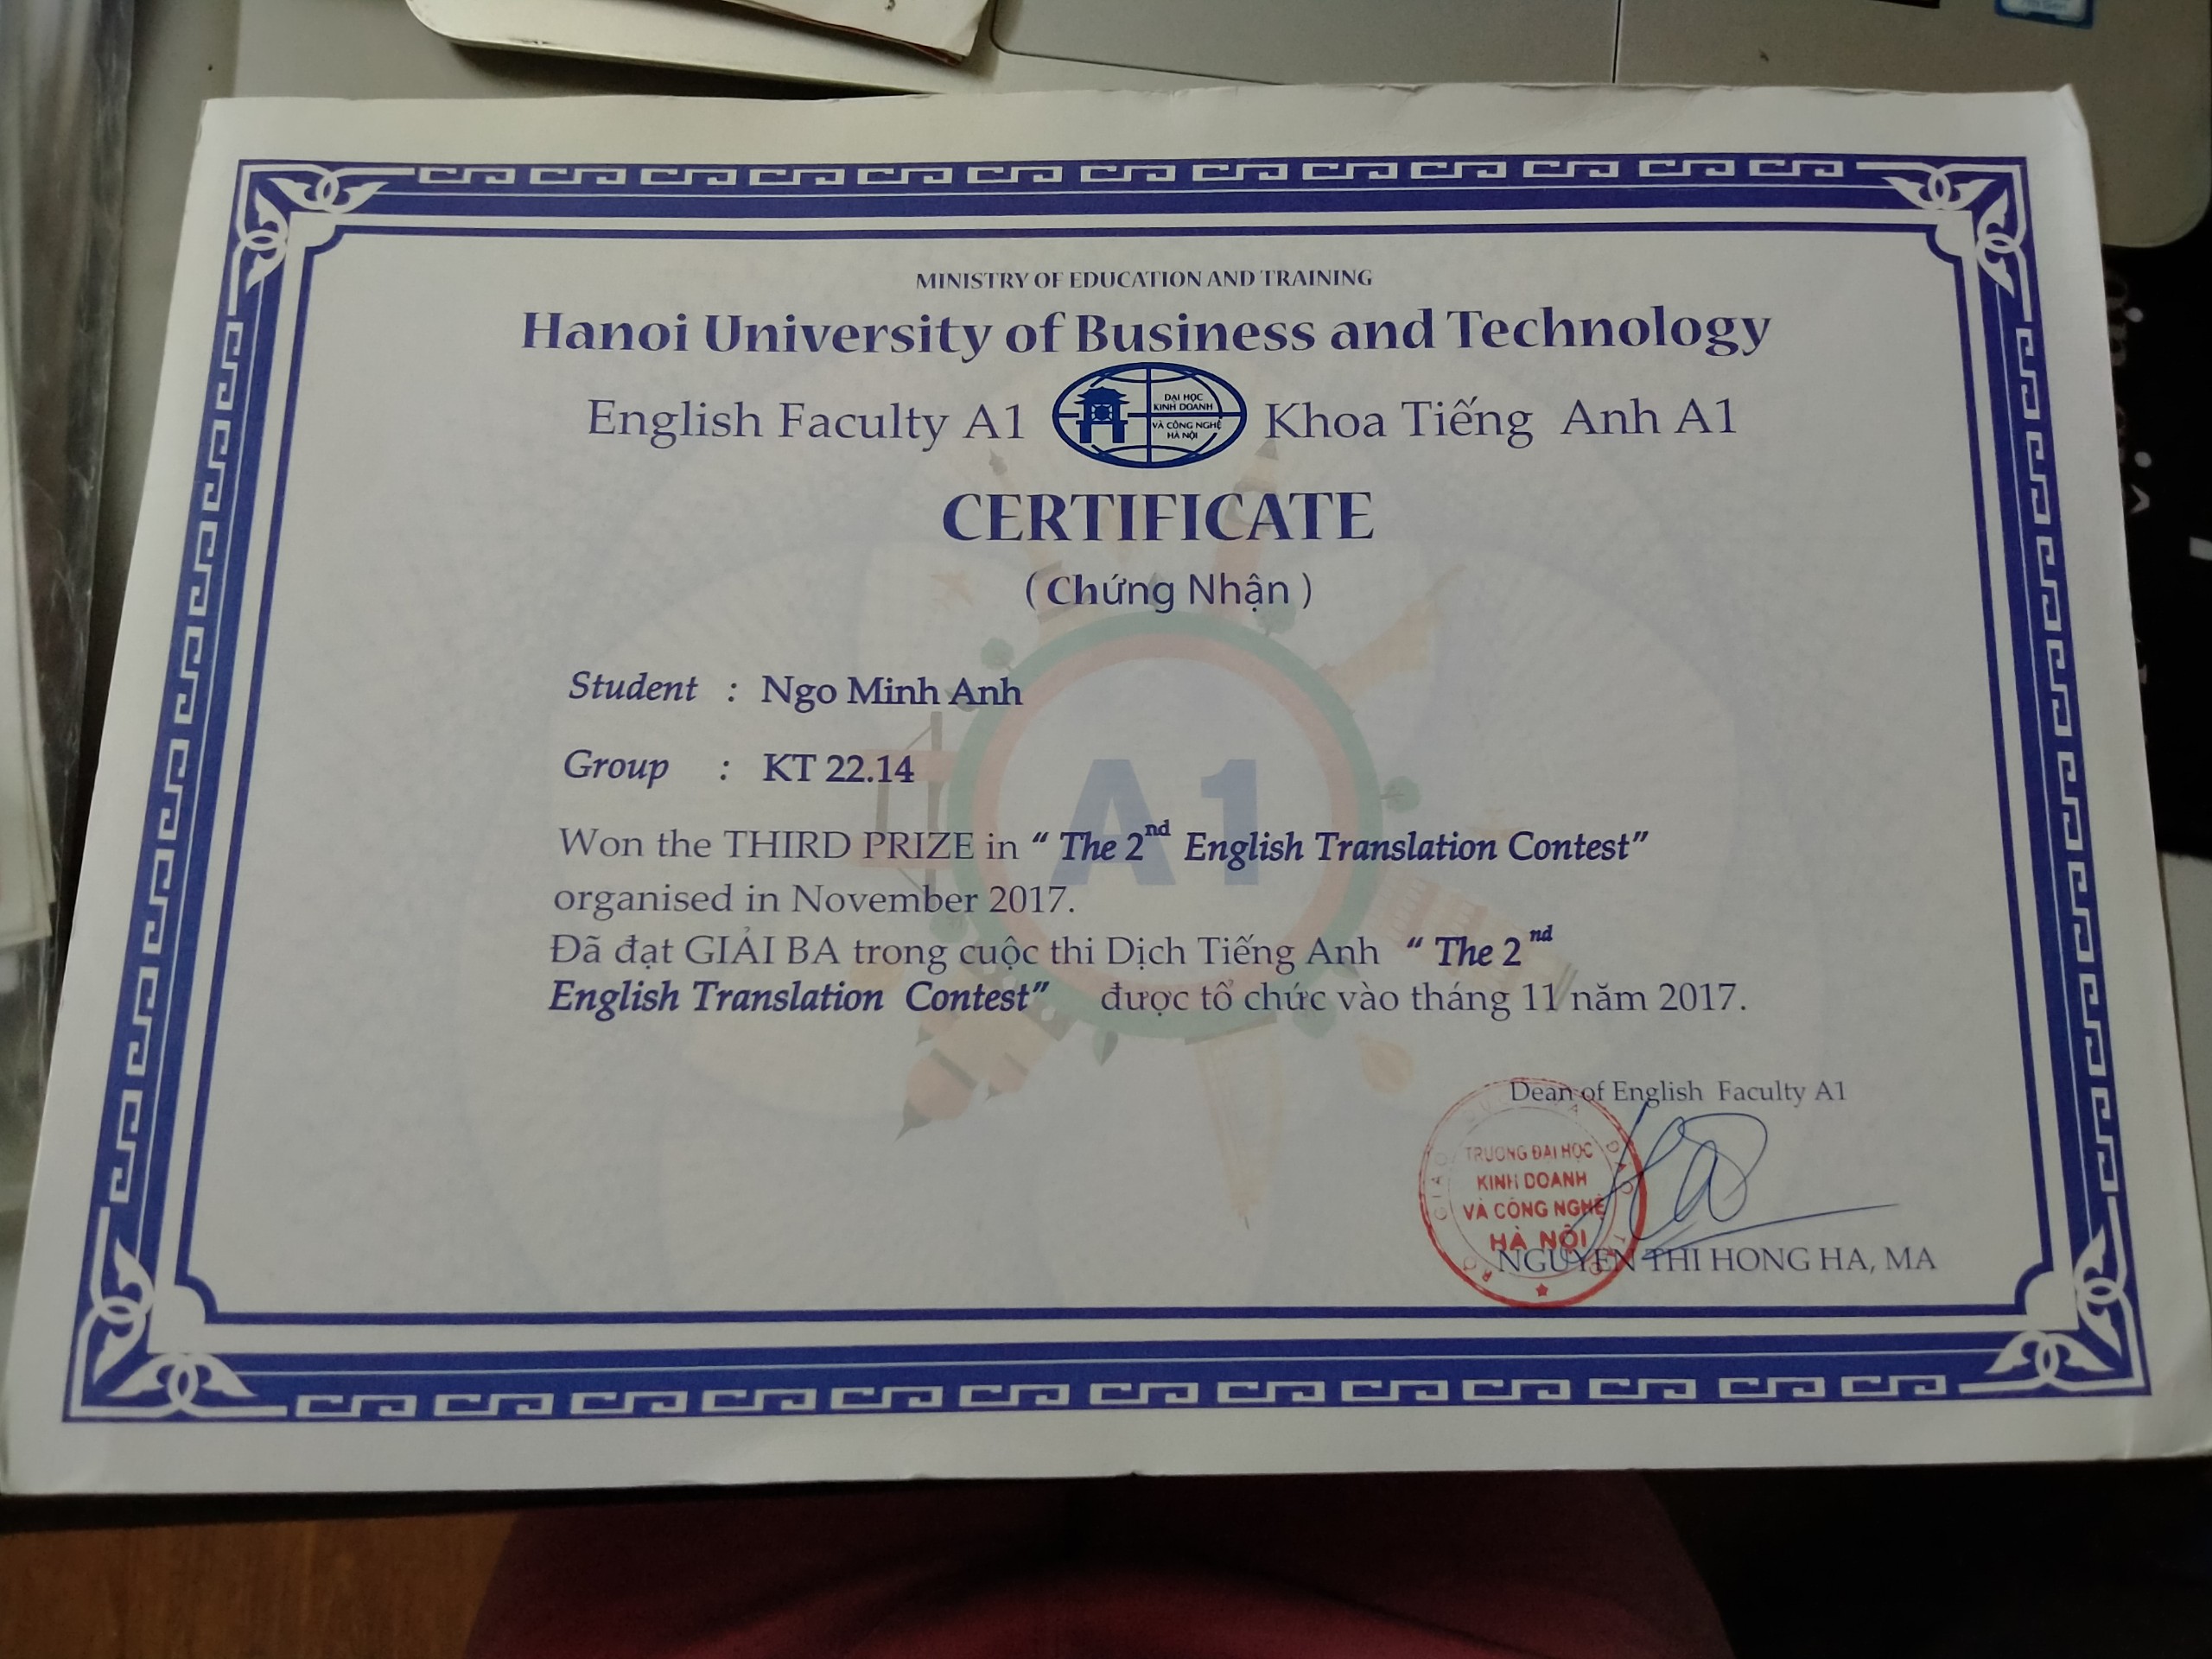 MINISTRY OF EDUCATION AND TRAINING
Hanoi University of Business and Technology
English Faculty A1
ĐẠI HỌC
KINH DOANH
VÀ CÔNG NGHỆ
HÀ NỘI
Khoa Tiếng Anh A1
CERTIFICATE
( Chứng Nhận )
Student : Ngo Minh Anh
Group : KT 22.14
A1
Won the THIRD PRIZE in “ The 2nd English Translation Contest”
organised in November 2017.
Đã đạt GIẢI BA trong cuộc thi Dịch Tiếng Anh “ The 2 nd
English Translation Contest” được tổ chức vào tháng 11 năm 2017.
Dean of English Faculty A1
TRƯỜNG ĐẠI HỌC
KINH DOANH
VÀ CÔNG NGHỆ
HÀ NỘI
NGUYEN THI HONG HA, MA